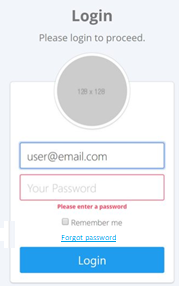 Login
Please login to proceed.
128 x 128
user@email.com
Your Password
Please enter a password
Remember me
Forgot password
Login